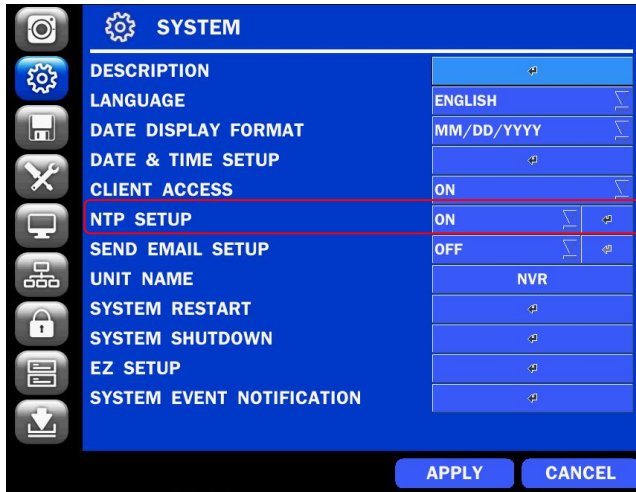 SYSTEM
DESCRIPTION
LANGUAGE ENGLISH
DATE DISPLAY FORMAT MM/DD/YYYY
DATE & TIME SETUP
CLIENT ACCESS ON
NTP SETUP ON
SEND EMAIL SETUP OFF
UNIT NAME NVR
SYSTEM RESTART
SYSTEM SHUTDOWN
EZ SETUP
SYSTEM EVENT NOTIFICATION
APPLY CANCEL